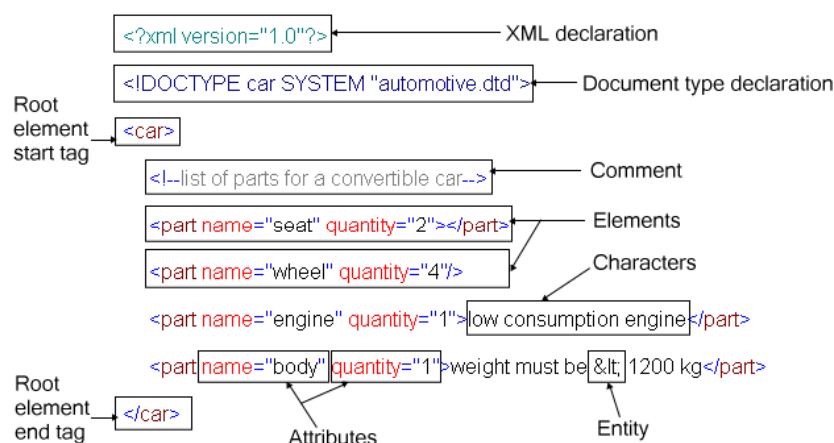 <?xml version="1.0"?>
XML declaration
<!DOCTYPE car SYSTEM "automotive.dtd">
Document type declaration
Root
element
start tag
<car>
<!--list of parts for a convertible car-->
Comment
<part name="seat" quantity="2"></part>
Elements
<part name="wheel" quantity="4"/>
Characters
<part name="engine" quantity="1">low consumption engine</part>
<part name="body" quantity="1">weight must be &lt; 1200 kg</part>
Root
element
end tag
</car>
Attributes
Entity